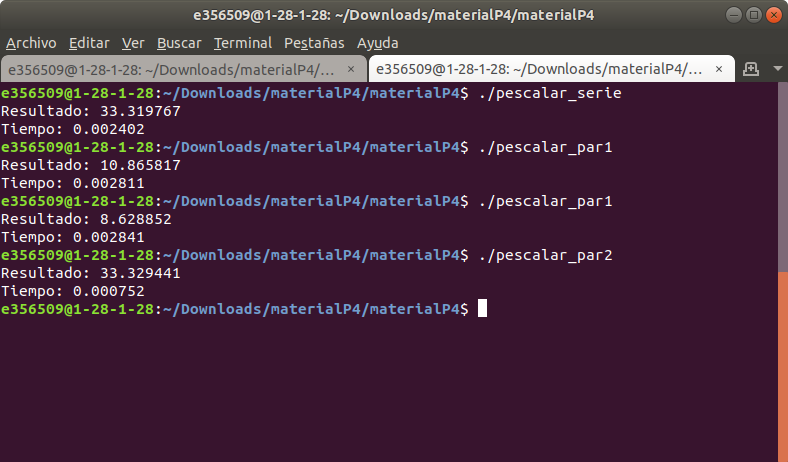 e356509@1-28-1-28: ~/Downloads/materialP4/materialP4
Archivo Editar Ver Buscar Terminal Pestañas Ayuda
e356509@1-28-1-28: ~/Downloads/materialP4/... × e356509@1-28-1-28: ~/Downloads/materialP4/materialP4/... ×
e356509@1-28-1-28:~/Downloads/materialP4/materialP4$ ./pescalar_serie
Resultado: 33.319767
Tiempo: 0.002402
e356509@1-28-1-28:~/Downloads/materialP4/materialP4$ ./pescalar_par1
Resultado: 10.865817
Tiempo: 0.002811
e356509@1-28-1-28:~/Downloads/materialP4/materialP4$ ./pescalar_par1
Resultado: 8.628852
Tiempo: 0.002841
e356509@1-28-1-28:~/Downloads/materialP4/materialP4$ ./pescalar_par2
Resultado: 33.329441
Tiempo: 0.000752
e356509@1-28-1-28:~/Downloads/materialP4/materialP4$